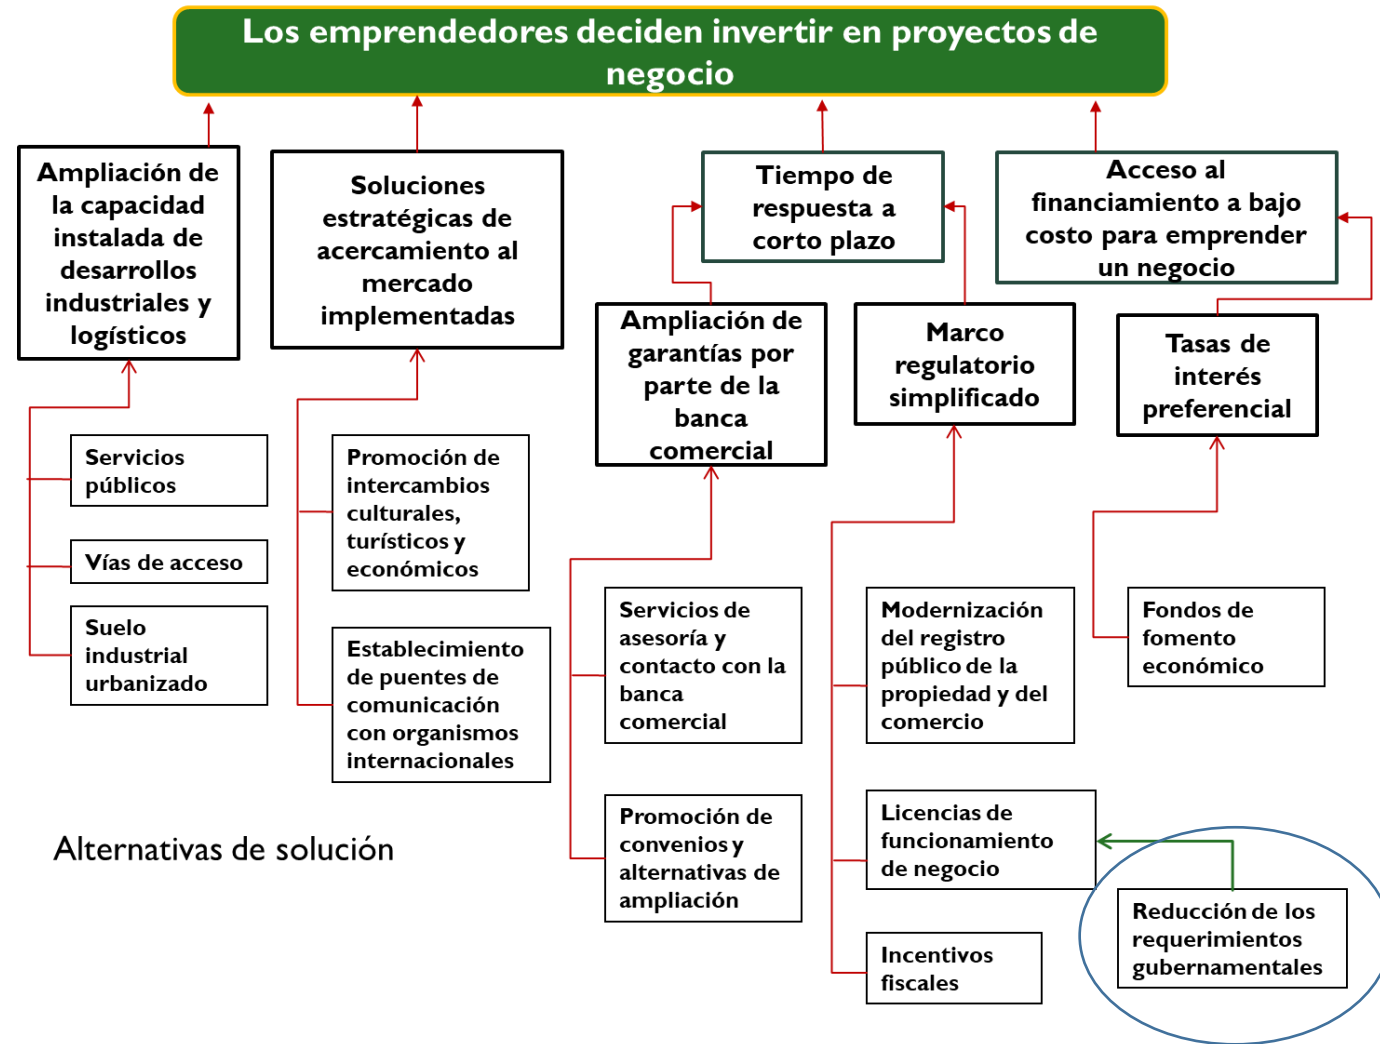 Los emprendedores deciden invertir en proyectos de
negocio
Ampliación de
la capacidad
instalada de
desarrollos
industriales y
logísticos
Soluciones
estratégicas de
acercamiento al
mercado
implementadas
Tiempo de
respuesta a
corto plazo
Acceso al
financiamiento a bajo
costo para emprender
un negocio
Ampliación de
garantías por
parte de la
banca
comercial
Marco
regulatorio
simplificado
Tasas de
interés
preferencial
Servicios
públicos
Vías de acceso
Suelo
industrial
urbanizado
Promoción de
intercambios
culturales,
turísticos y
económicos
Establecimiento
de puentes de
comunicación
con organismos
internacionales
Servicios de
asesoría y
contacto con la
banca
comercial
Promoción de
convenios y
alternativas de
ampliación
Modernización
del registro
público de la
propiedad y del
comercio
Licencias de
funcionamiento
de negocio
Incentivos
fiscales
Fondos de
fomento
económico
Reducción de los
requerimientos
gubernamentales
Alternativas de solución